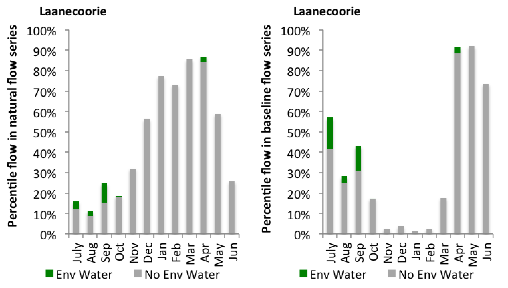 Laanecoorie
Percentile flow in natural flow series
100%
90%
80%
70%
60%
50%
40%
30%
20%
10%
0%
July Aug Sep Oct Nov Dec Jan Feb Mar Apr May Jun
Env Water No Env Water
Laanecoorie
Percentile flow in baseline flow series
100%
90%
80%
70%
60%
50%
40%
30%
20%
10%
0%
July Aug Sep Oct Nov Dec Jan Feb Mar Apr May Jun
Env Water No Env Water